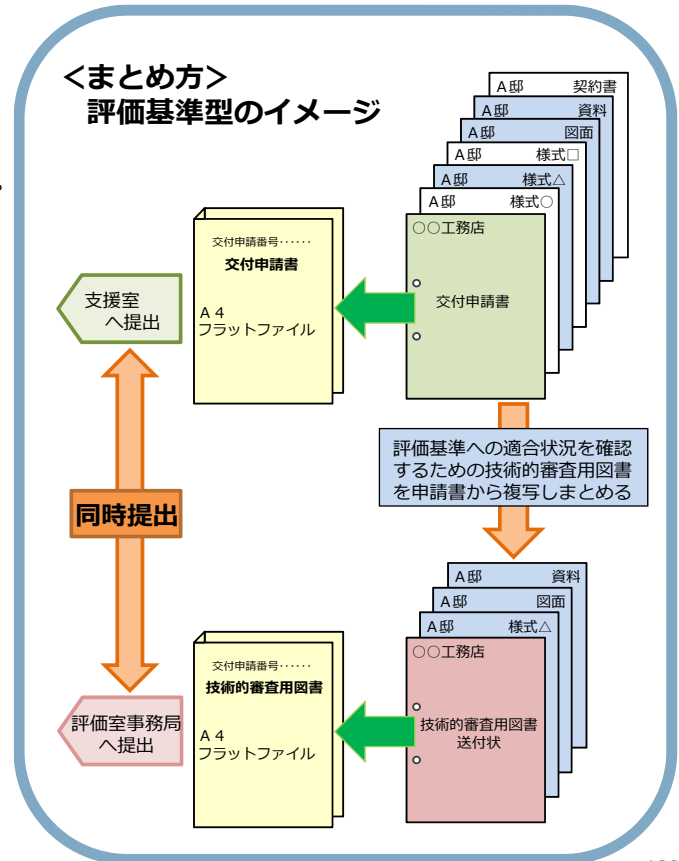 ＜まとめ方＞
評価基準型のイメージ
A邸 契約書
A邸 資料
A邸 図面
A邸 様式□
A邸 様式△
A邸 様式○
○○工務店
交付申請書
交付申請番号‥‥‥
交付申請書
A４
フラットファイル
支援室
へ提出
評価基準への適合状況を確認
するための技術的審査用図書
を申請書から複写しまとめる
同時提出
A邸 資料
A邸 図面
A邸 様式△
○○工務店
技術的審査用図書
送付状
交付申請番号‥‥‥
技術的審査用図書
A４
フラットファイル
評価室事務局
へ提出